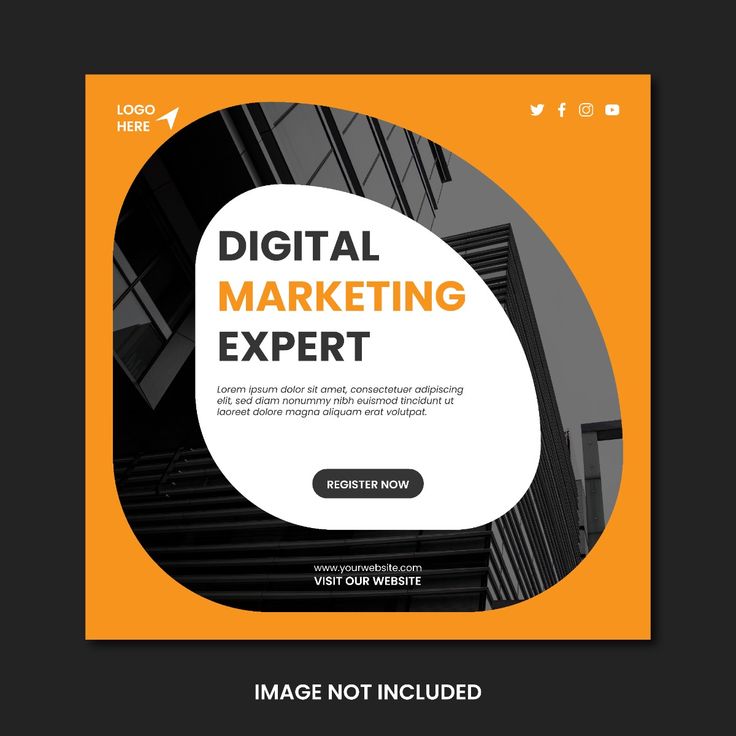 LOGO
HERE
DIGITAL
MARKETING
EXPERT
Lorem ipsum dolor sit amet, consectetuer adipiscing
elit, sed diam nonummy nibh euismod tincidunt ut
laoreet dolore magna aliquam erat volutpat.
REGISTER NOW
www.yourwebsite.com
VISIT OUR WEBSITE
IMAGE NOT INCLUDED